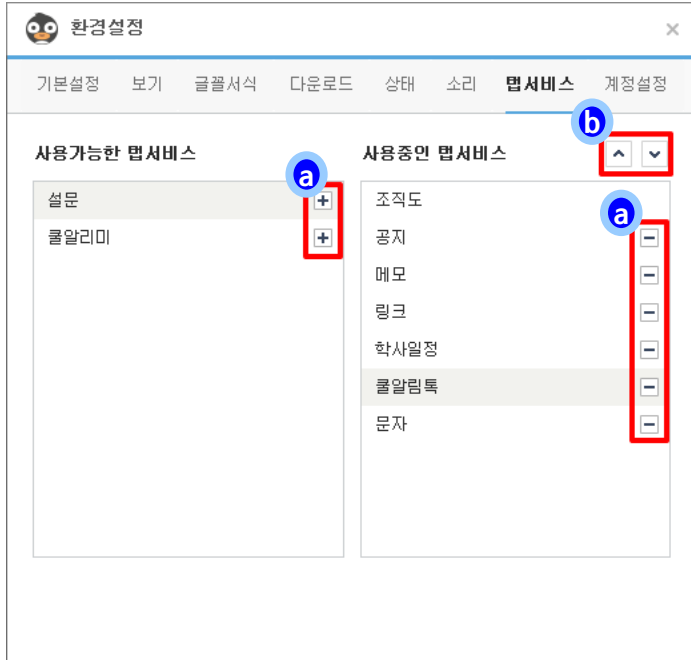 환경설정
기본설정 보기 글꼴서식 다운로드 상태 소리 탭서비스 계정설정
b
사용가능한 탭서비스
사용중인 탭서비스
a
설문
쿨알리미
조직도
a
공지
메모
링크
학사일정
쿨알림톡
문자